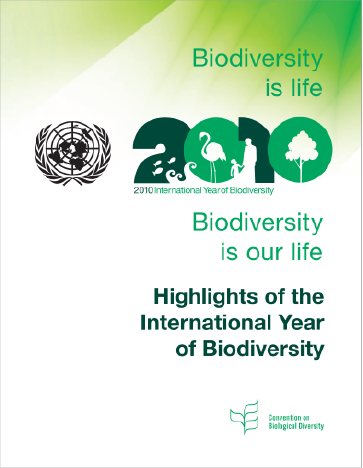 Biodiversity
is life
2010
2010 International Year of Biodiversity
Biodiversity
is our life
Highlights of the
International Year
of Biodiversity
Convention on
Biological Diversity